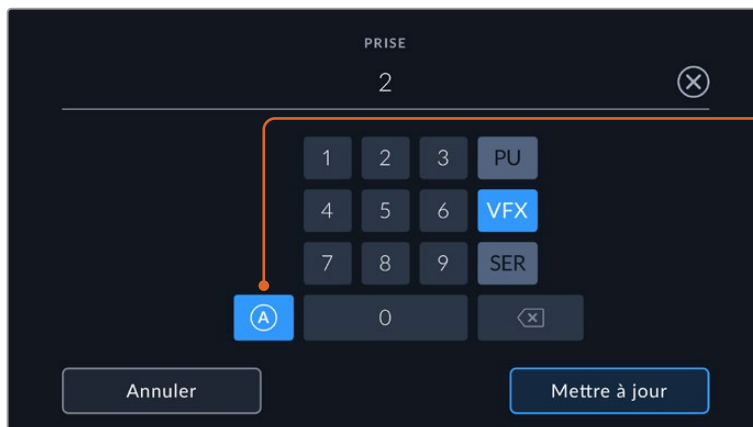 PRISE
2
1 2 3 PU
4 5 6 VFX
7 8 9 SER
A 0
Annuler Mettre à jour